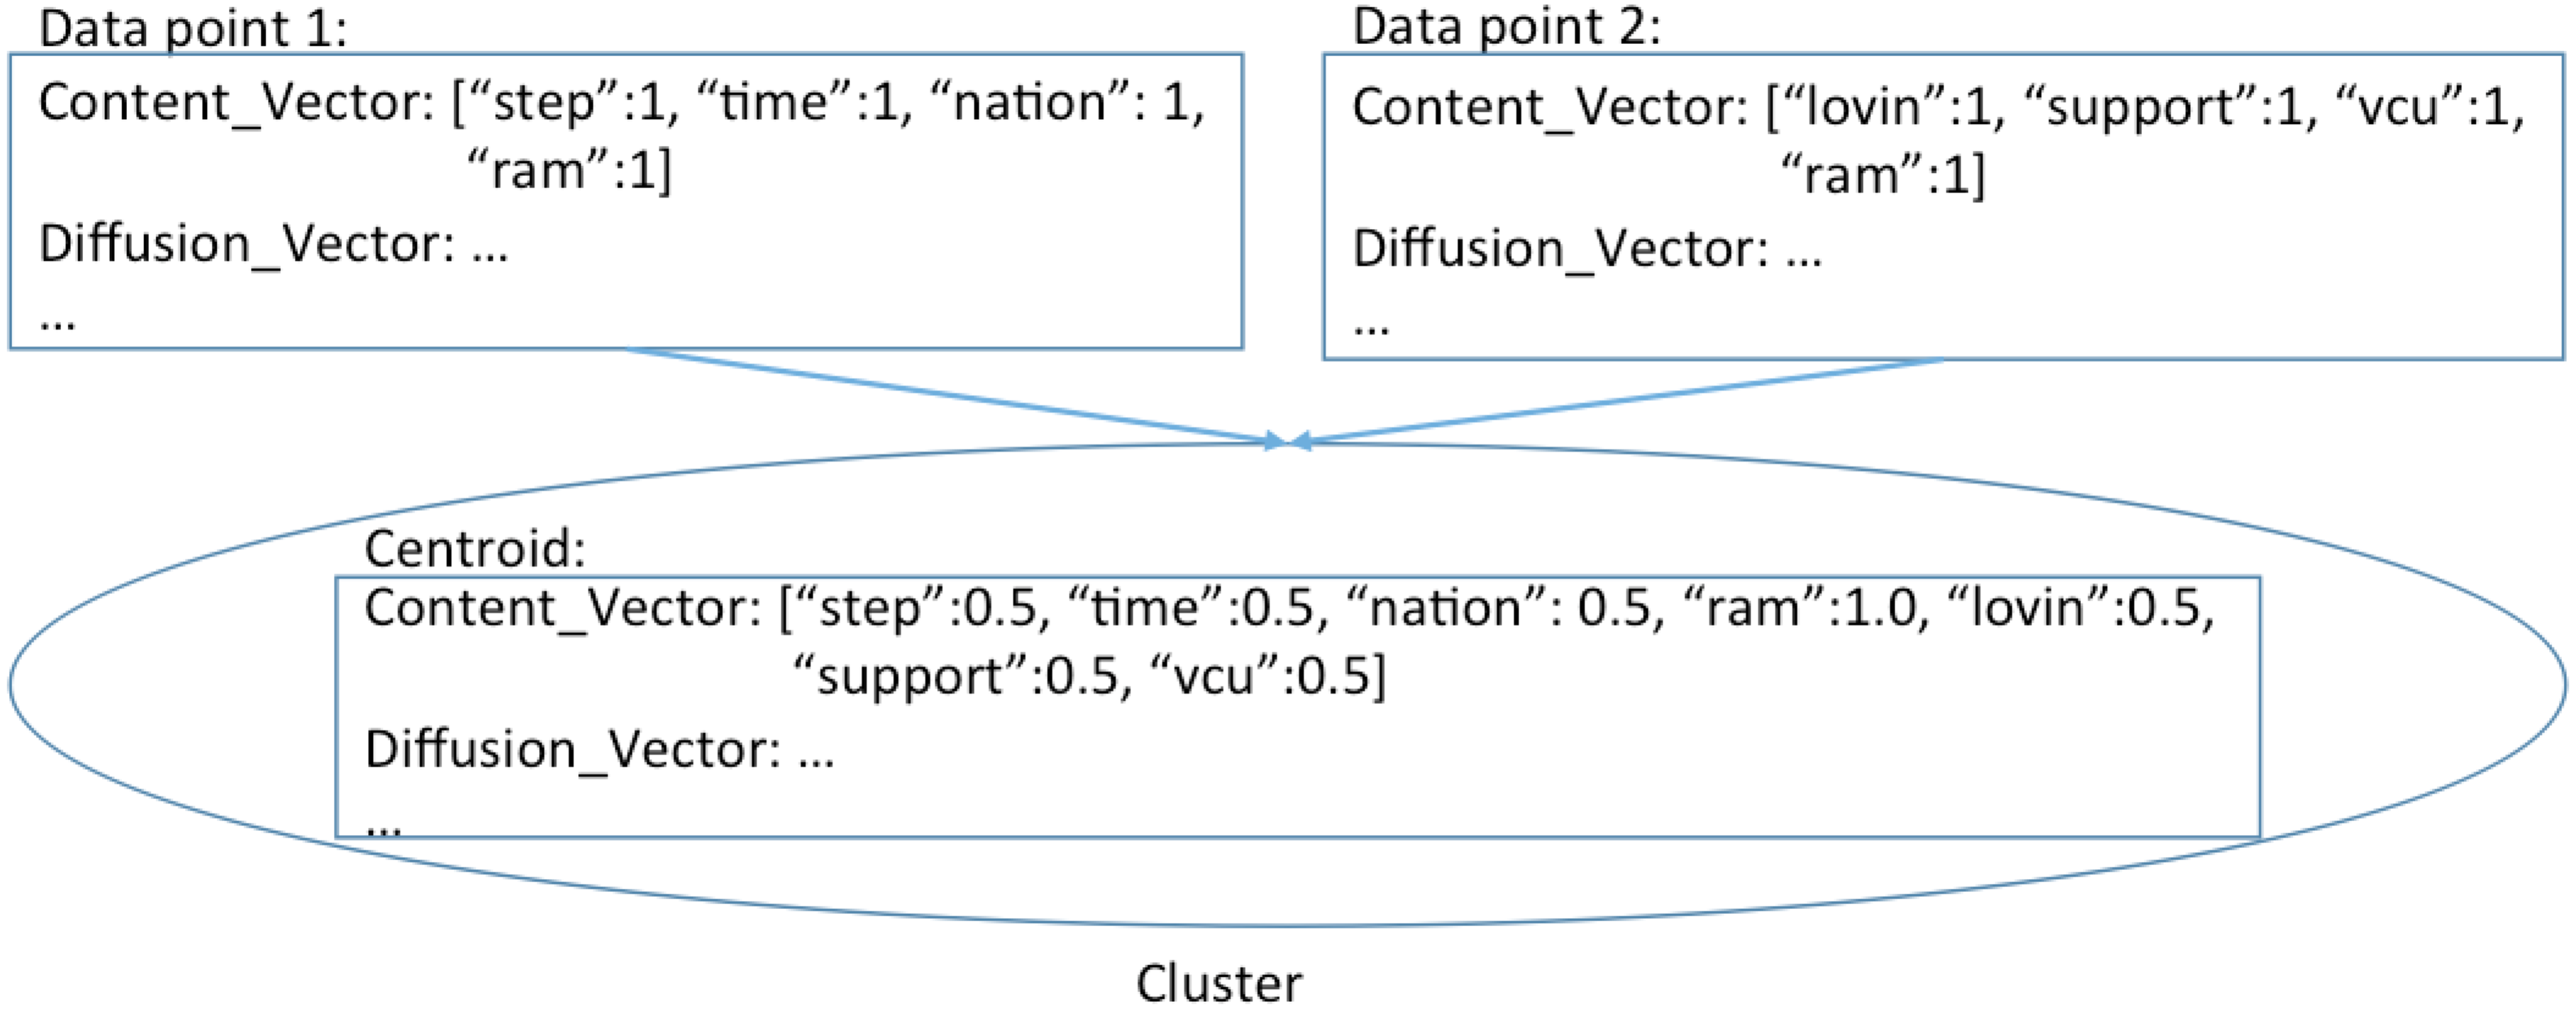 Data point 1:
Content_Vector: [“step”:1, “time”:1, “nation”: 1,
“ram”:1]
Diffusion_Vector: ...
...
Data point 2:
Content_Vector: [“lovin”:1, “support”:1, “vcu”:1,
“ram”:1]
Diffusion_Vector: ...
...
Centroid:
Content_Vector: [“step”:0.5, “time”:0.5, “nation”: 0.5, “ram”:1.0, “lovin”:0.5,
“support”:0.5, “vcu”:0.5]
Diffusion_Vector: ...
...
Cluster